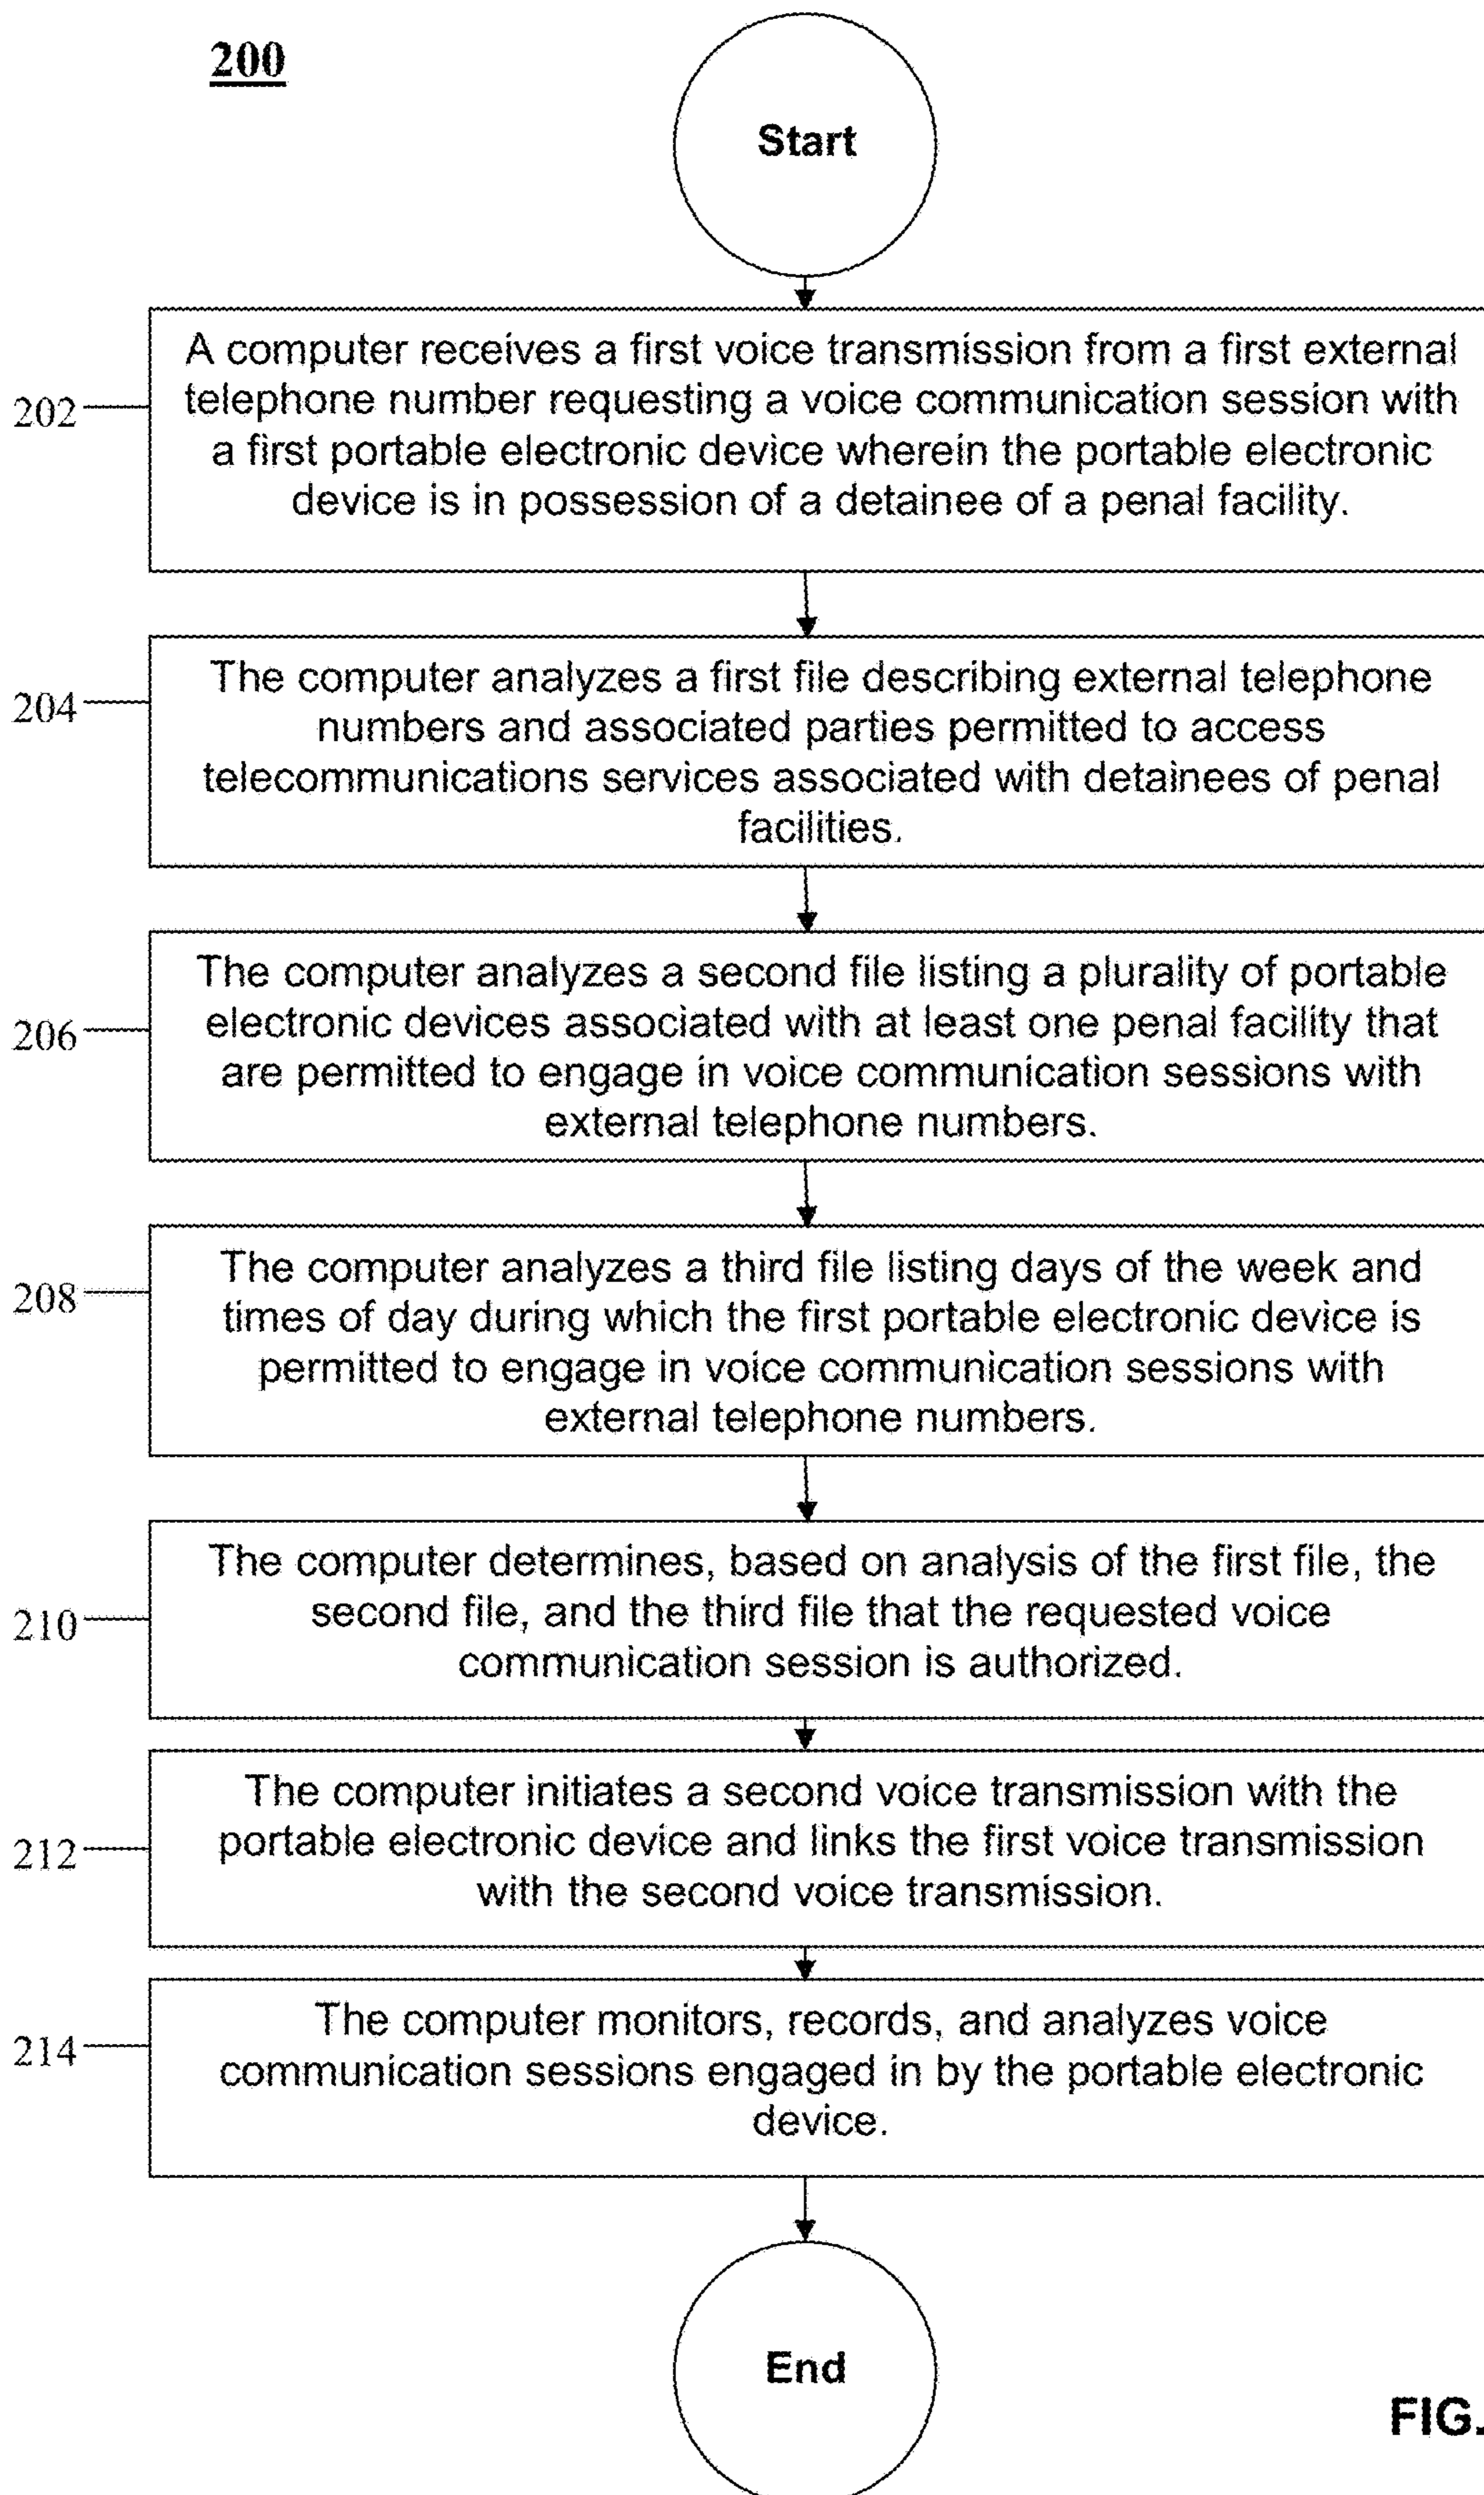 200
Start
202
A computer receives a first voice transmission from a first external
telephone number requesting a voice communication session with
a first portable electronic device wherein the portable electronic
device is in possession of a detainee of a penal facility.
204
The computer analyzes a first file describing external telephone
numbers and associated parties permitted to access
telecommunications services associated with detainees of penal
facilities.
206
The computer analyzes a second file listing a plurality of portable
electronic devices associated with at least one penal facility that
are permitted to engage in voice communication sessions with
external telephone numbers.
208
The computer analyzes a third file listing days of the week and
times of day during which the first portable electronic device is
permitted to engage in voice communication sessions with
external telephone numbers.
210
The computer determines, based on analysis of the first file, the
second file, and the third file that the requested voice
communication session is authorized.
212
The computer initiates a second voice transmission with the
portable electronic device and links the first voice transmission
with the second voice transmission.
214
The computer monitors, records, and analyzes voice
communication sessions engaged in by the portable electronic
device.
End
FIG.